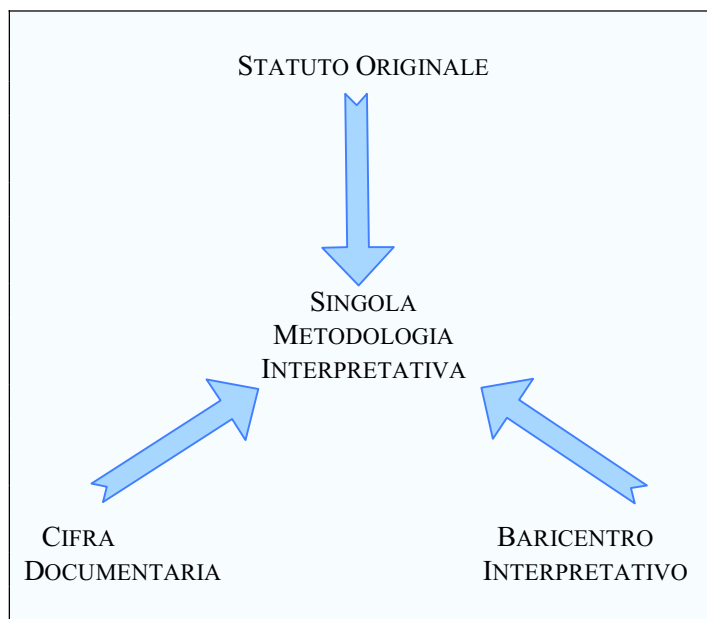 STATUTO ORIGINALE
SINGOLA
METODOLOGIA
INTERPRETATIVA
CIFRA
DOCUMENTARIA
BARICENTRO
INTERPRETATIVO